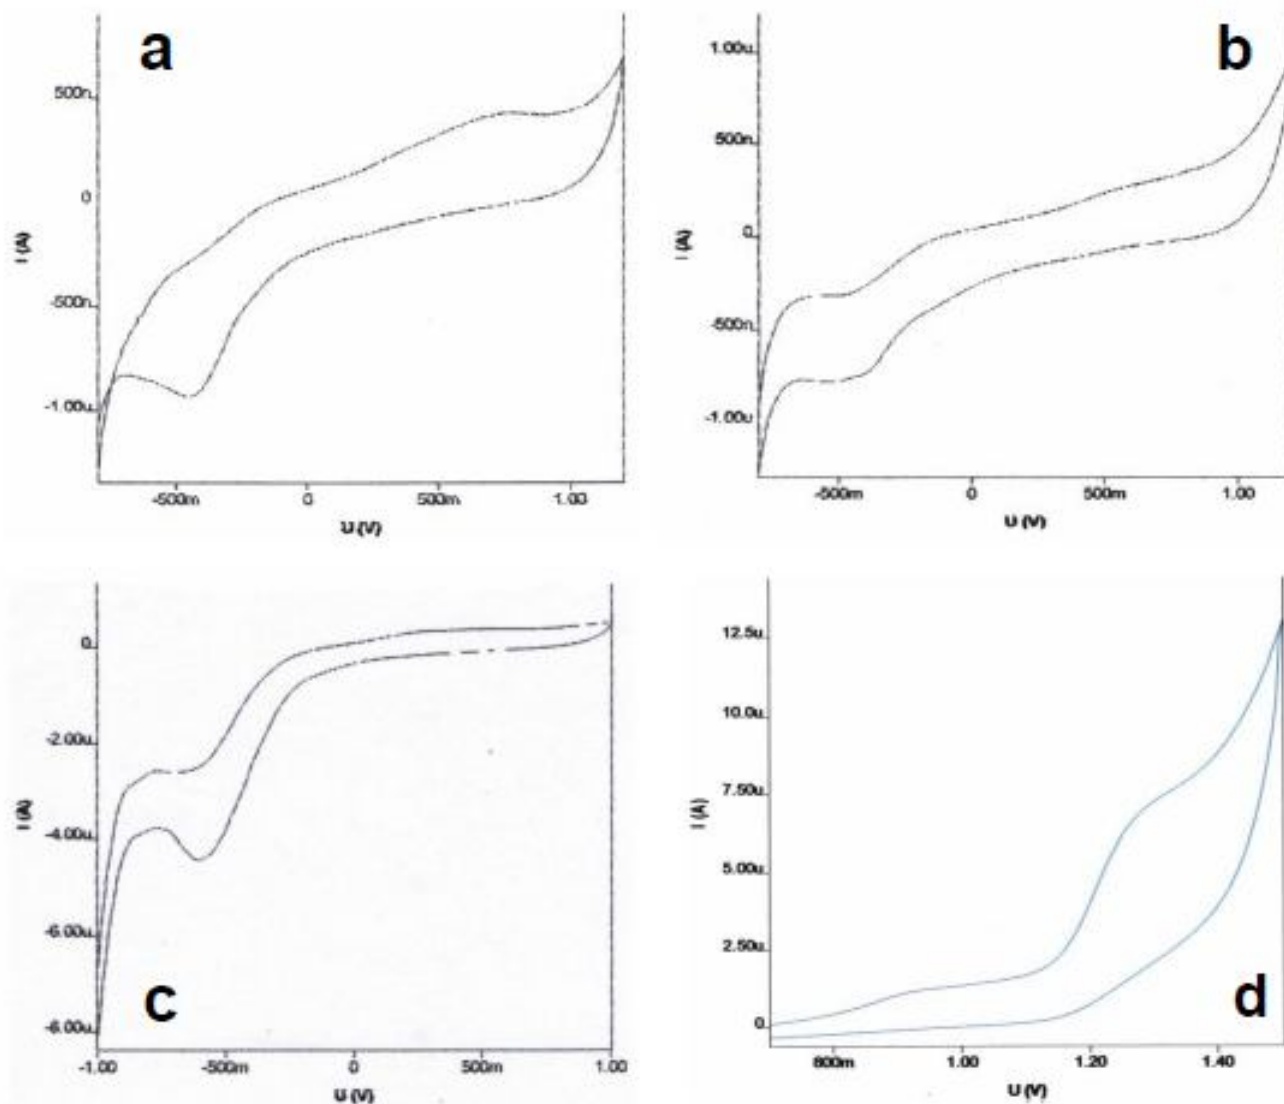 a
500n
0
-500n
-1.00u
I (A)
-500m
0
500m
1.00
U (V)
b
1.00u
500n
0
-500n
-1.00u
I (A)
-500m
0
500m
1.00
U (V)
c
0
-2.00u
-4.00u
-6.00u
-6.00u
I (A)
-1.00
-500m
0
500m
1.00
U (V)
d
12.5u
10.0u
7.50u
5.00u
2.50u
0
I (A)
800m
1.00
1.20
1.40
U (V)